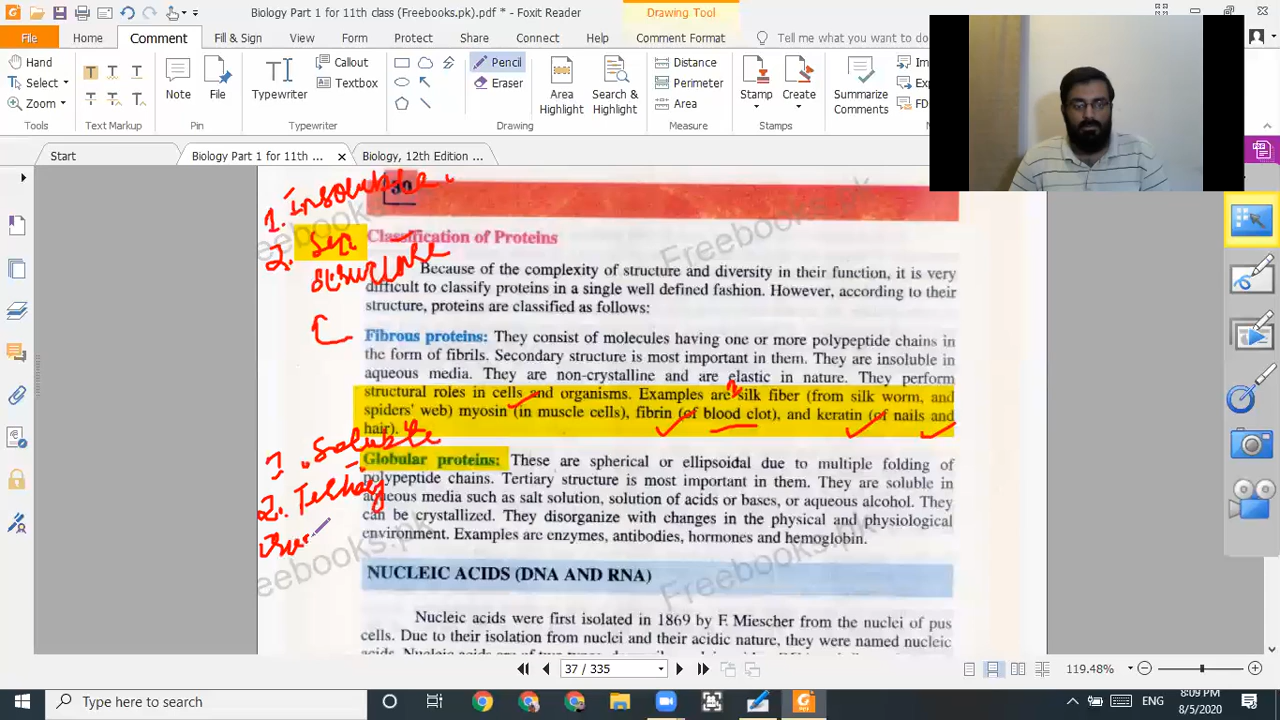 Biology Part 1 for 11th class (Freebooks.pk).pdf * - Foxit Reader
Drawing Tool
File Home Comment Fill & Sign View Form Protect Share Connect Help Comment Format Tell me what you want to do
Hand
Select
Zoom
Tools
T T T
T T T
Text Markup
Note
File
Pin
Typewriter
Callout
Textbox
Typewriter
Pencil
Eraser
Drawing
Area Highlight
Search & Highlight
Distance
Perimeter
Area
Measure
Stamp
Create
Stamps
Summarize Comments
Im
Exp
FD
Start
Biology Part 1 for 11th ...
Biology, 12th Edition ...
1. Insoluble.
30
2. Sec
Structure
Classification of Proteins
Because of the complexity of structure and diversity in their function, it is very
difficult to classify proteins in a single well defined fashion. However, according to their
structure, proteins are classified as follows:
Fibrous proteins: They consist of molecules having one or more polypeptide chains in
the form of fibrils. Secondary structure is most important in them. They are insoluble in
aqueous media. They are non-crystalline and are elastic in nature. They perform
structural roles in cells and organisms. Examples are silk fiber (from silk worm, and
spiders' web) myosin (in muscle cells), fibrin (of blood clot), and keratin (of nails and
hair).
1. Soluble
2. Tertiary
Globular proteins: These are spherical or ellipsoidal due to multiple folding of
polypeptide chains. Tertiary structure is most important in them. They are soluble in
aqueous media such as salt solution, solution of acids or bases, or aqueous alcohol. They
can be crystallized. They disorganize with changes in the physical and physiological
environment. Examples are enzymes, antibodies, hormones and hemoglobin.
NUCLEIC ACIDS (DNA AND RNA)
Nucleic acids were first isolated in 1869 by F. Miescher from the nuclei of pus
cells. Due to their isolation from nuclei and their acidic nature, they were named nucleic
Freebooks.pk
Freebooks.pk
37 / 335
119.48%
Type here to search
ENG
8:09 PM
8/5/2020